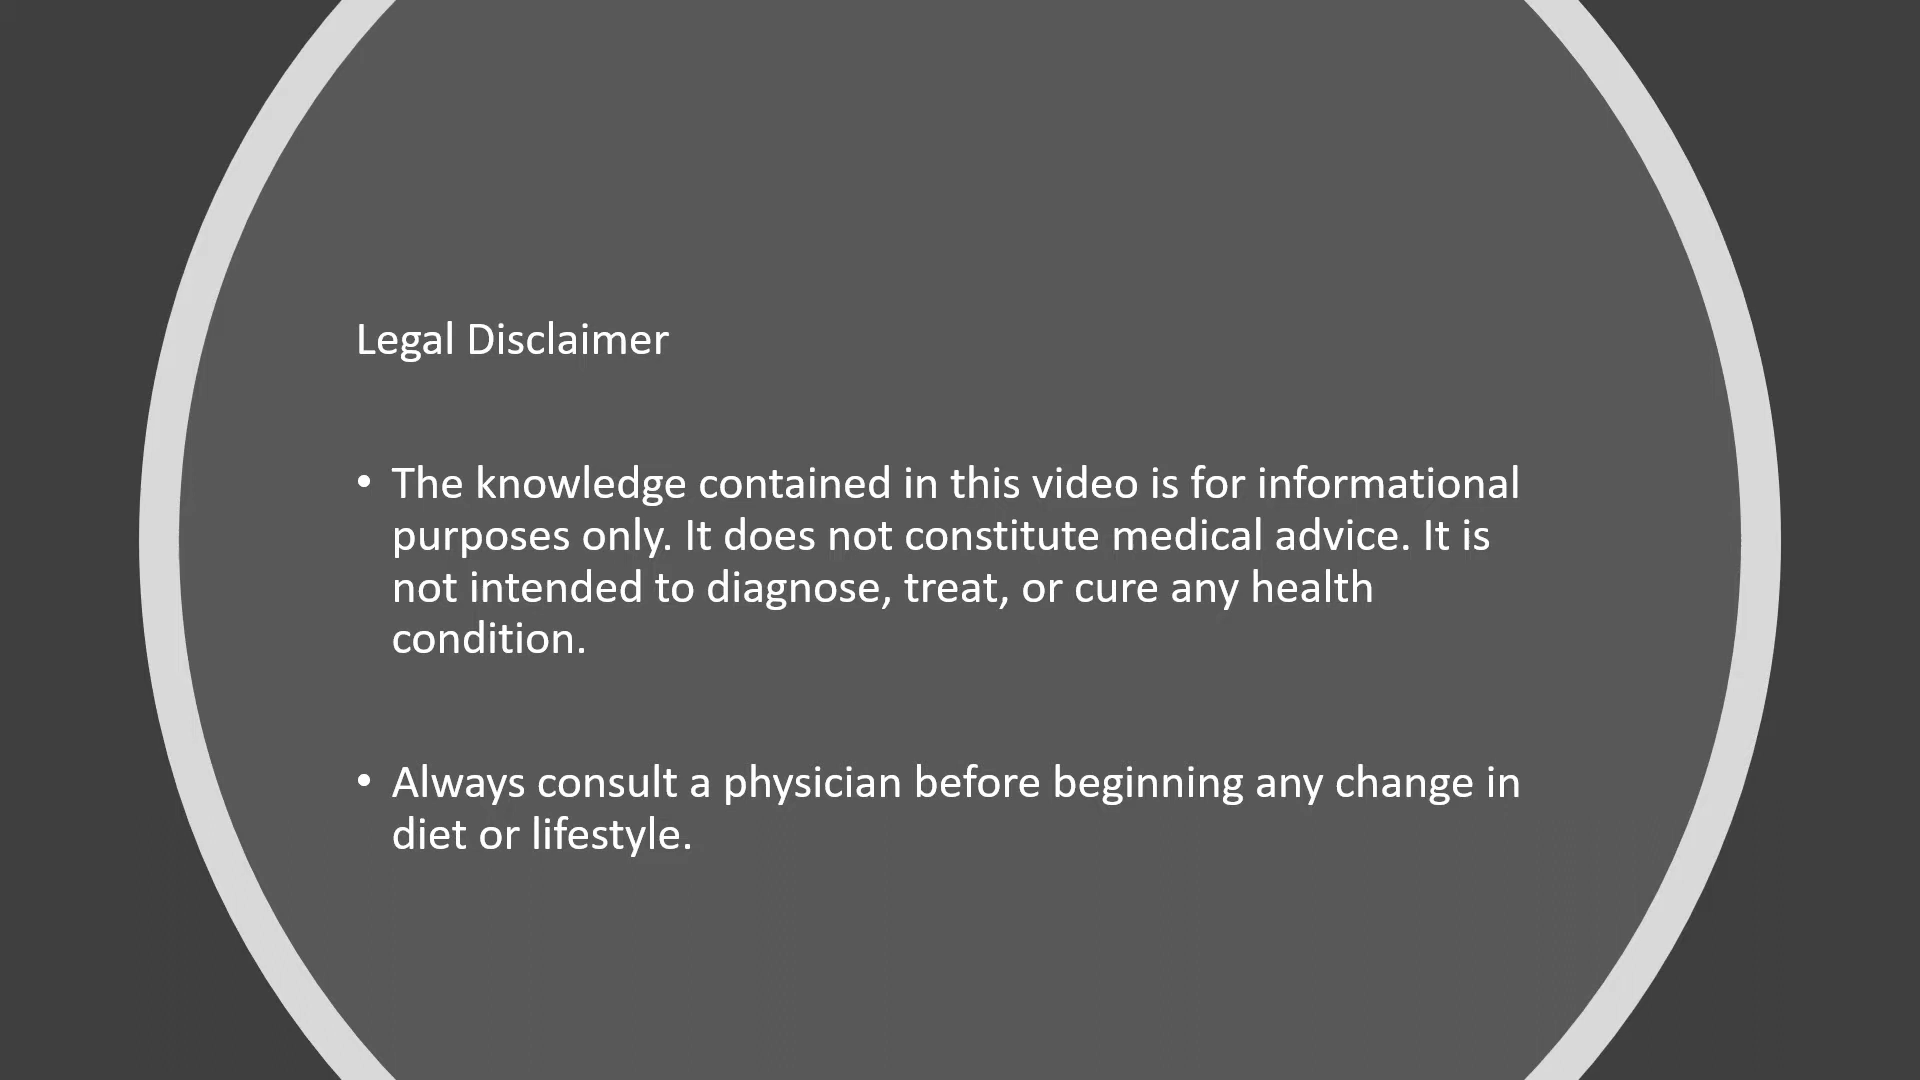 Legal Disclaimer
• The knowledge contained in this video is for informational
purposes only. It does not constitute medical advice. It is
not intended to diagnose, treat, or cure any health
condition.
• Always consult a physician before beginning any change in
diet or lifestyle.